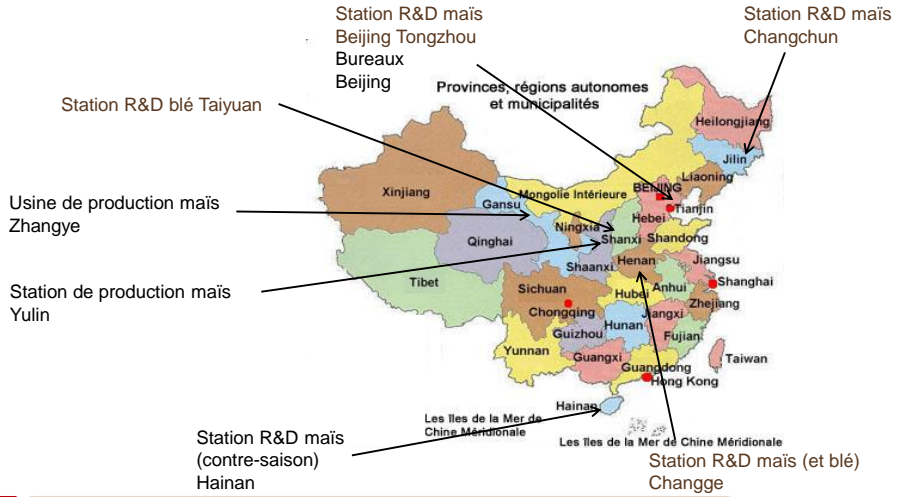 Station R&D maïs
Beijing Tongzhou
Bureaux
Beijing
Station R&D maïs
Changchun
Provinces, régions autonomes
et municipalités
Station R&D blé Taiyuan
Heilongjiang
Jilin
Liaoning
Xinjiang
Mongolie Intérieure
BEIJING
Gansu
Tianjin
Usine de production maïs
Zhangye
Hebei
Ningxia
Qinghai
Shanxi
Shandong
Henan
Jiangsu
Shaanxi
Tibet
Station de production maïs
Yulin
Sichuan
Hubei
Anhui
Shanghai
Chongqing
Zhejiang
Hunan
Jiangxi
Guizhou
Fujian
Yunnan
Guangxi
Taiwan
Guangdong
Hong Kong
Hainan
Les îles de la Mer de
Chine Méridionale
Les îles de la Mer de Chine Méridionale
Station R&D maïs
(contre-saison)
Hainan
Station R&D maïs (et blé)
Changge